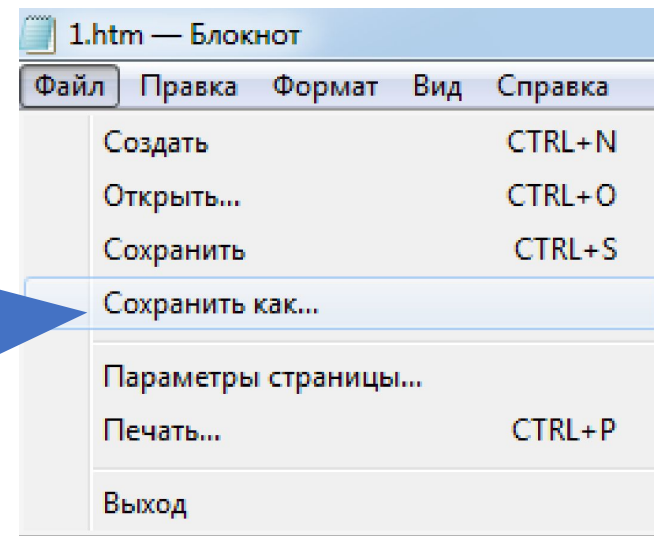 1.htm — Блокнот
Файл Правка Формат Вид Справка
Создать CTRL+N
Открыть... CTRL+O
Сохранить CTRL+S
Сохранить как...
Параметры страницы...
Печать... CTRL+P
Выход